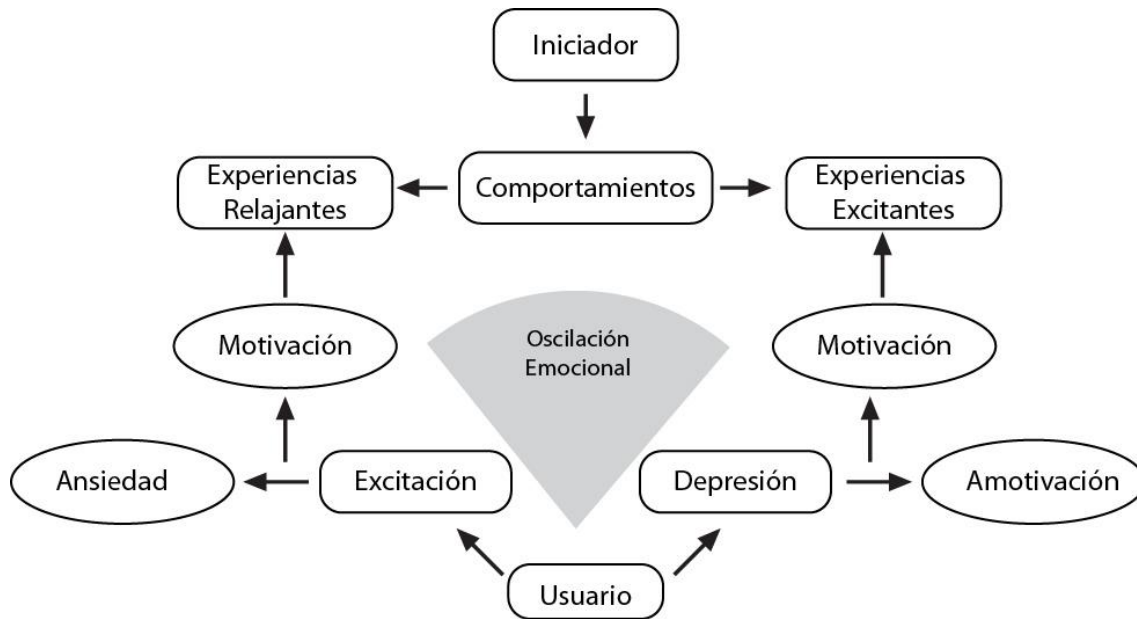 Iniciador
Experiencias
Relajantes
Comportamientos
Experiencias
Excitantes
Motivación
Oscilación
Emocional
Motivación
Ansiedad
Excitación
Depresión
Amotivación
Usuario